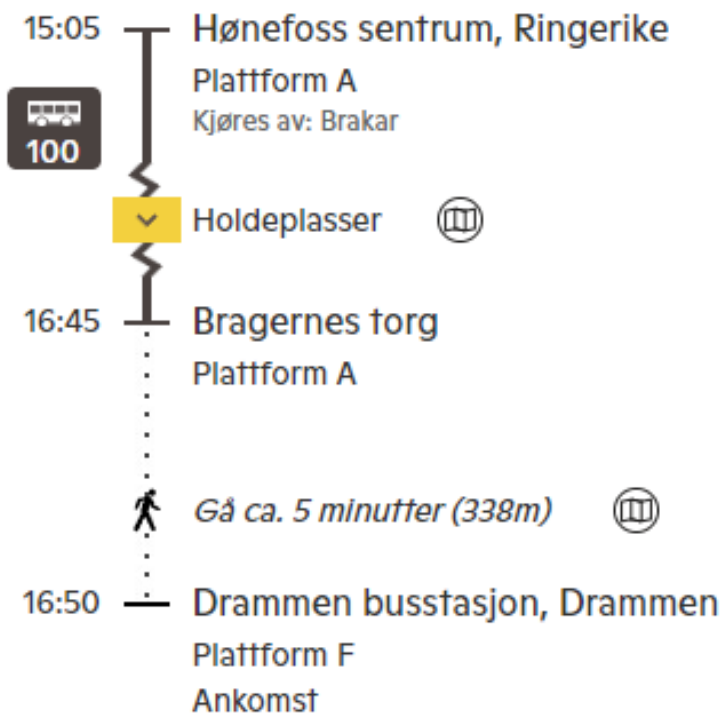 15:05 Hønefoss sentrum, Ringerike
Plattform A
Kjøres av: Brakar
100
Holdeplasser
16:45 Bragernes torg
Plattform A
Gå ca. 5 minutter (338m)
16:50 Drammen busstasjon, Drammen
Plattform F
Ankomst